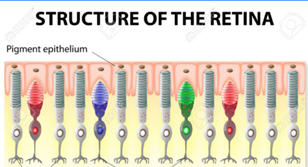 STRUCTURE OF THE RETINA
Pigment epithelium